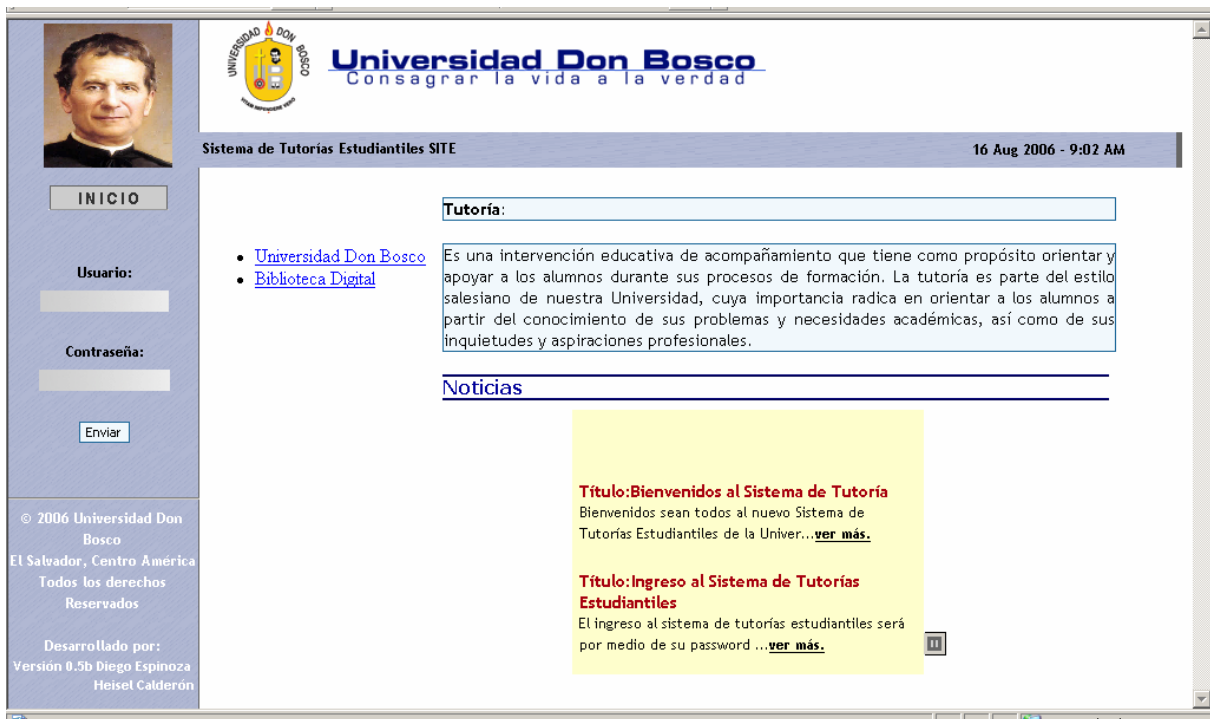 UNIVERSIDAD DON BOSCO
Universidad Don Bosco
Consagrar la vida a la verdad
Sistema de Tutorías Estudiantiles SITE
16 Aug 2006 - 9:02 AM
INICIO
Usuario:
Contraseña:
Enviar
© 2006 Universidad Don
Bosco
El Salvador, Centro América
Todos los derechos
Reservados
Desarrollado por:
Versión 0.5b Diego Espinoza
Heisel Calderón
Universidad Don Bosco
Biblioteca Digital
Tutoría:
Es una intervención educativa de acompañamiento que tiene como propósito orientar y
apoyar a los alumnos durante sus procesos de formación. La tutoría es parte del estilo
salesiano de nuestra Universidad, cuya importancia radica en orientar a los alumnos a
partir del conocimiento de sus problemas y necesidades académicas, así como de sus
inquietudes y aspiraciones profesionales.
Noticias
Título:Bienvenidos al Sistema de Tutoría
Bienvenidos sean todos al nuevo Sistema de
Tutorías Estudiantiles de la Univer...ver más.
Título:Ingreso al Sistema de Tutorías
Estudiantiles
El ingreso al sistema de tutorías estudiantiles será
por medio de su password ...ver más.